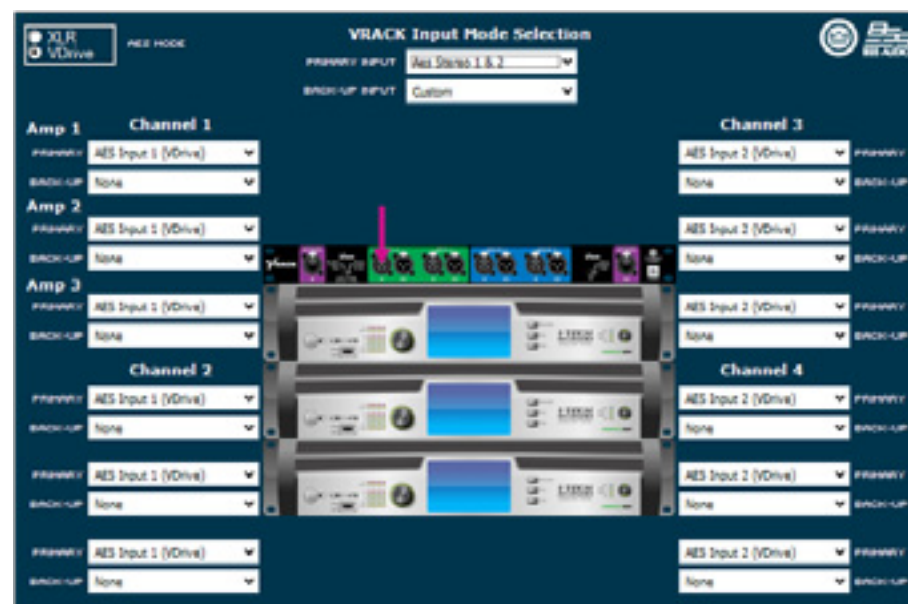 XLR
VDrive
AES MODE
VRACK Input Mode Selection
PRIMARY INPUT Aes Stereo 1 & 2
BACK-UP INPUT Custom
Amp 1
Channel 1
PRIMARY AES Input 1 (VDrive)
BACK-UP None
Amp 2
PRIMARY AES Input 1 (VDrive)
BACK-UP None
Amp 3
PRIMARY AES Input 1 (VDrive)
BACK-UP None
Channel 2
PRIMARY AES Input 1 (VDrive)
BACK-UP None
PRIMARY AES Input 1 (VDrive)
BACK-UP None
PRIMARY AES Input 1 (VDrive)
BACK-UP None
Channel 3
AES Input 2 (VDrive) PRIMARY
None BACK-UP
AES Input 2 (VDrive) PRIMARY
None BACK-UP
AES Input 2 (VDrive) PRIMARY
None BACK-UP
Channel 4
AES Input 2 (VDrive) PRIMARY
None BACK-UP
AES Input 2 (VDrive) PRIMARY
None BACK-UP
AES Input 2 (VDrive) PRIMARY
None BACK-UP